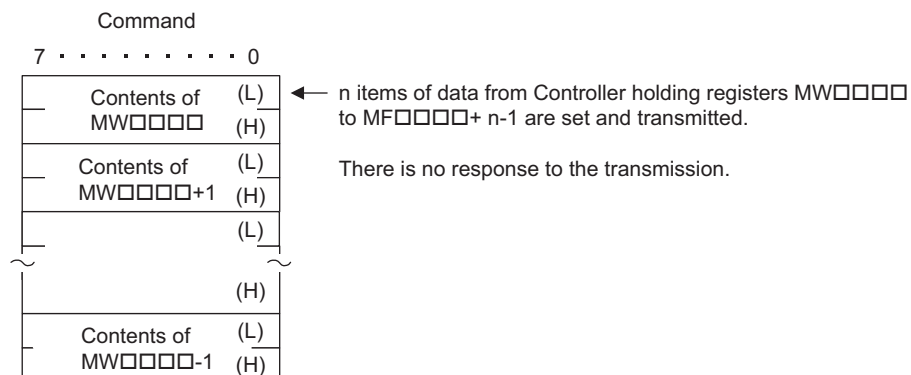 Command
7 · · · · · · · · · 0
Contents of (L)
MW□□□□ (H)
n items of data from Controller holding registers MW□□□□
to MF□□□□+ n-1 are set and transmitted.
Contents of (L)
MW□□□□+1 (H)
There is no response to the transmission.
(L)
(H)
Contents of (L)
MW□□□□-1 (H)